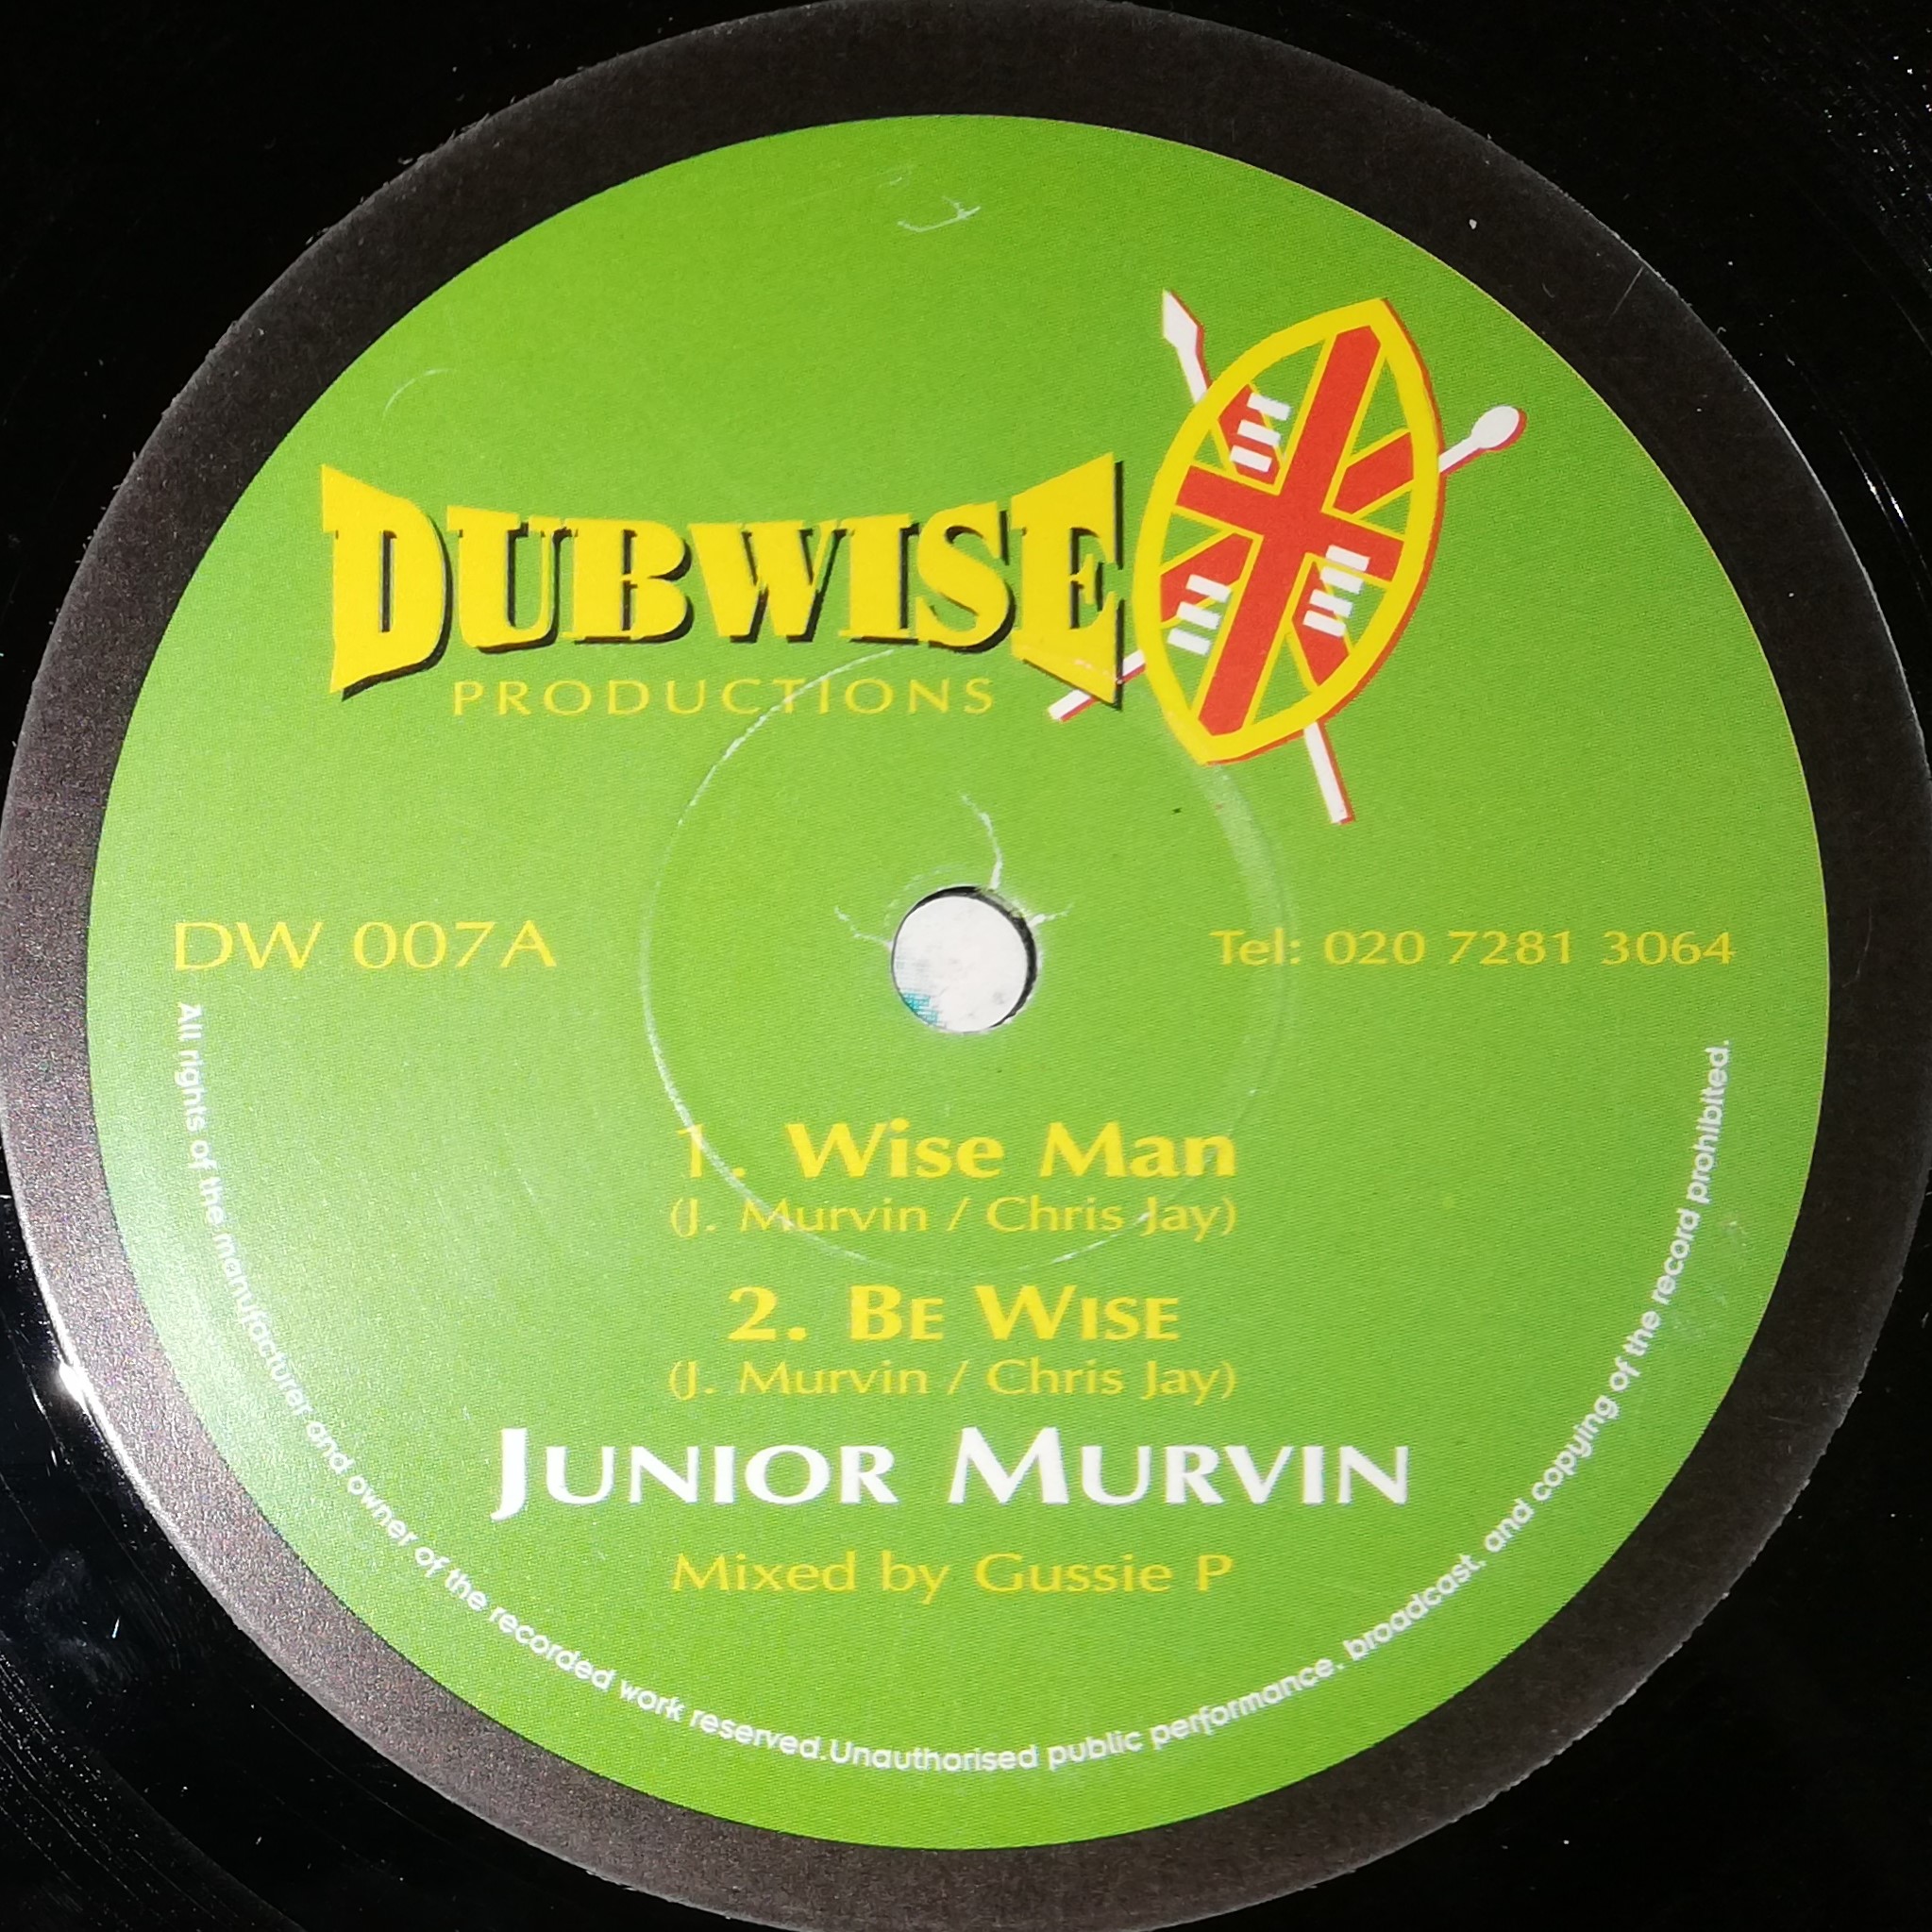 DUBWISE
PRODUCTIONS
DW 007A
Tel: 020 7281 3064
1. Wise Man
(J. Murvin / Chris Jay)
2. BE WISE
(J. Murvin / Chris Jay)
JUNIOR MURVIN
Mixed by Gussie P
All rights of the manufacturer and owner of the recorded work reserved.Unauthorised public performance, broadcast, and copying of the record prohibited.